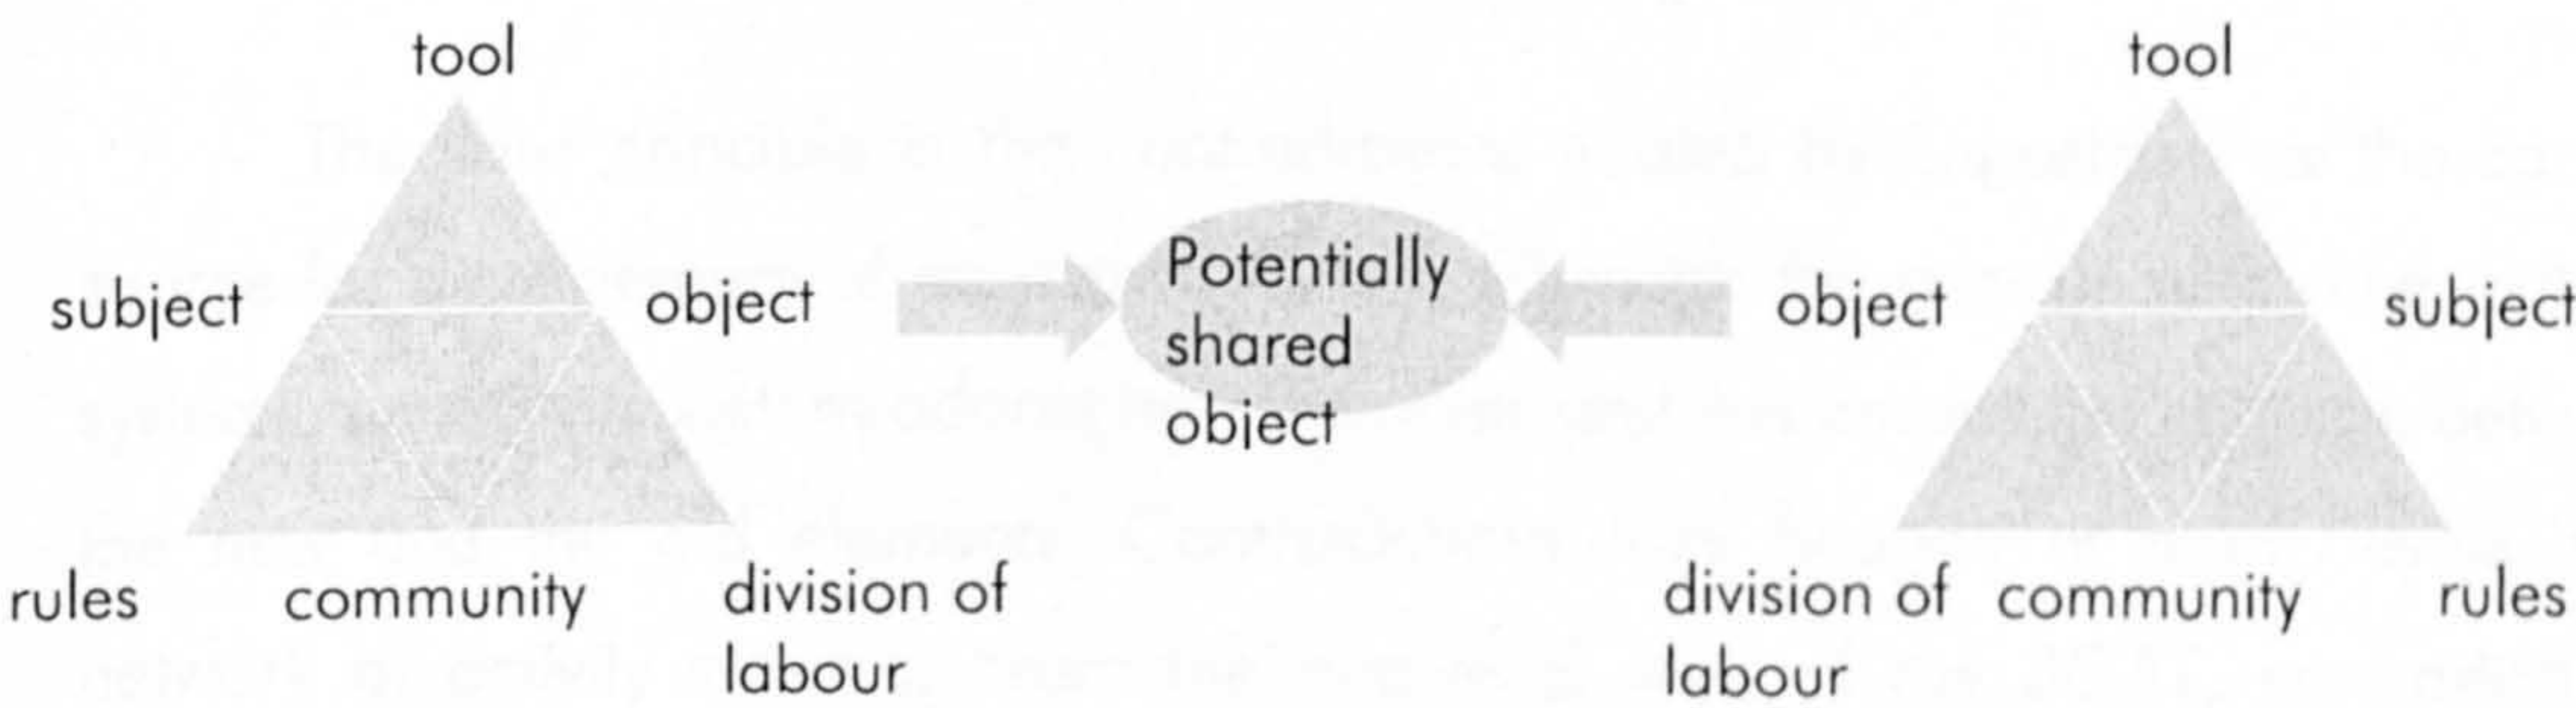 tool
tool
subject
object
Potentially
shared
object
object
subject
rules
community
division of
labour
division of
labour
community
rules